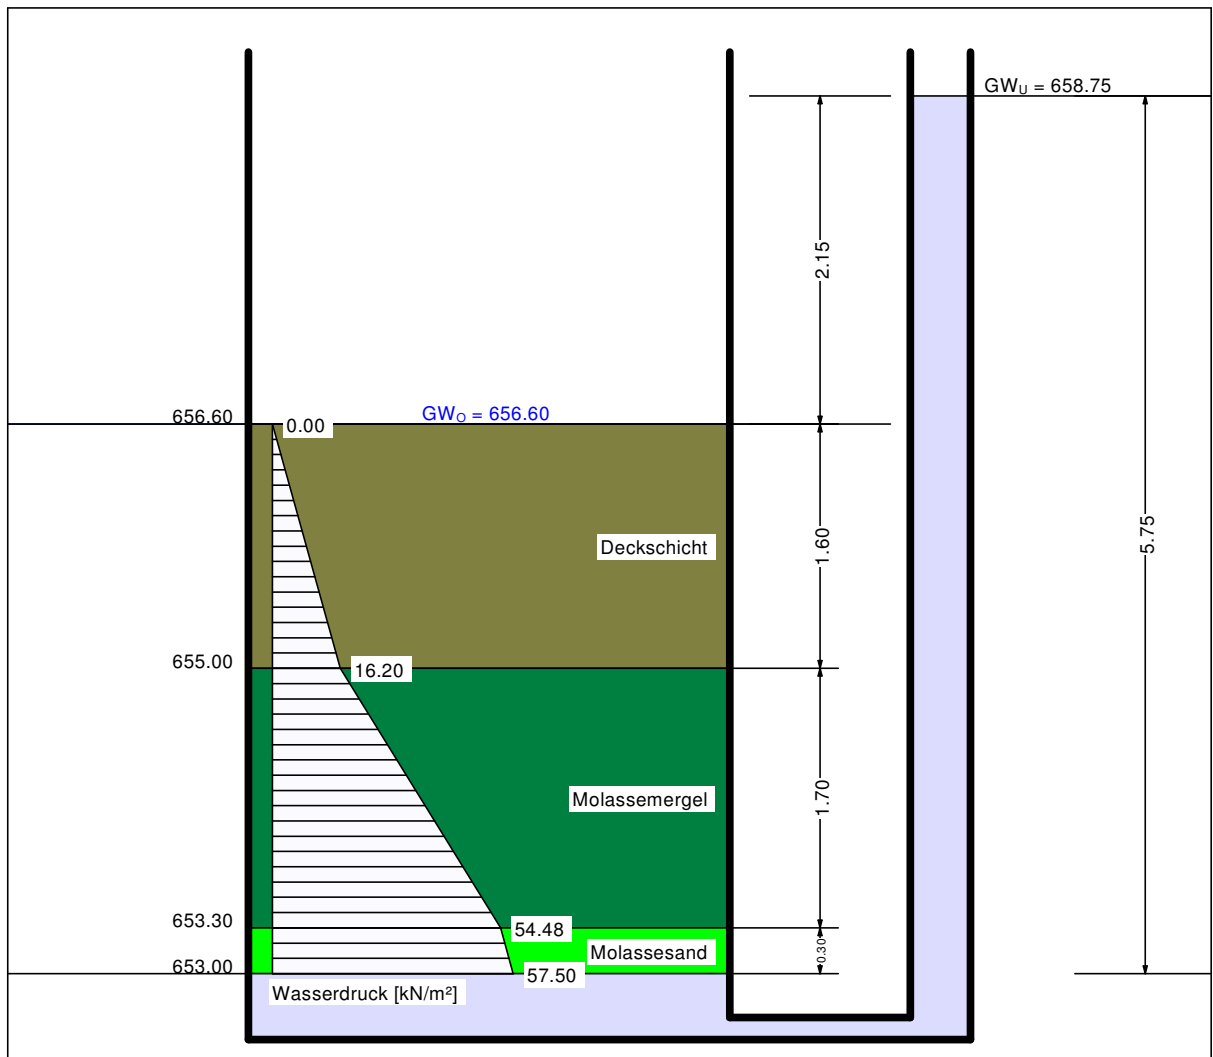 GWU = 658.75
2.15
656.60
GWO = 656.60
0.00
Deckschicht
1.60
5.75
655.00
16.20
Molassemergel
1.70
653.30
54.48
Molassesand
0.30
653.00
57.50
Wasserdruck [kN/m²]